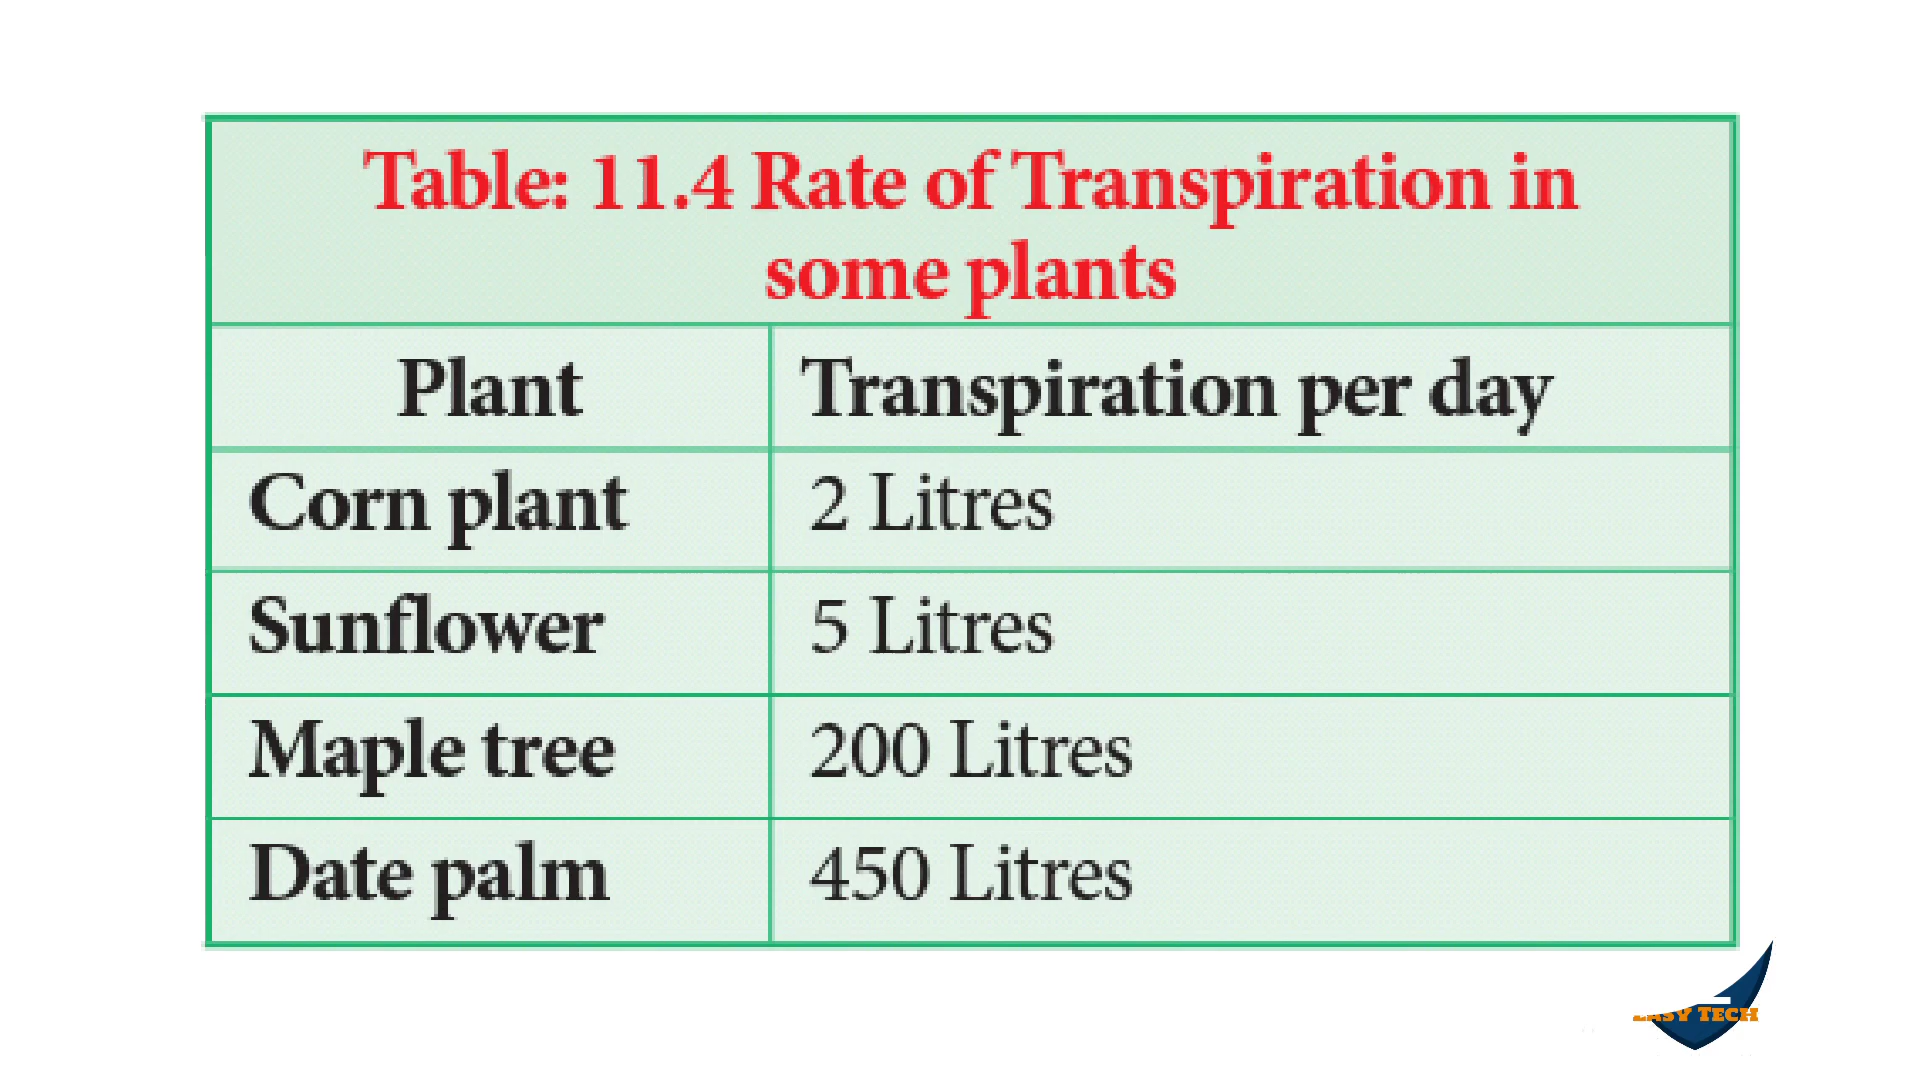 Table: 11.4 Rate of Transpiration in
some plants
Plant Transpiration per day
Corn plant 2 Litres
Sunflower 5 Litres
Maple tree 200 Litres
Date palm 450 Litres
EASY TECH